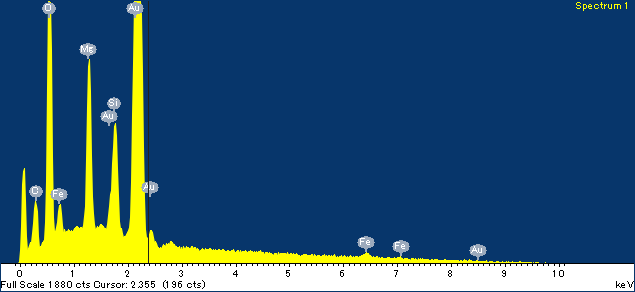 Spectrum 1
O Au
Mg
Si
Au
C Fe Au
Fe Fe Au
0 1 2 3 4 5 6 7 8 9 10
Full Scale 1880 cts Cursor: 2.355 (196 cts) keV